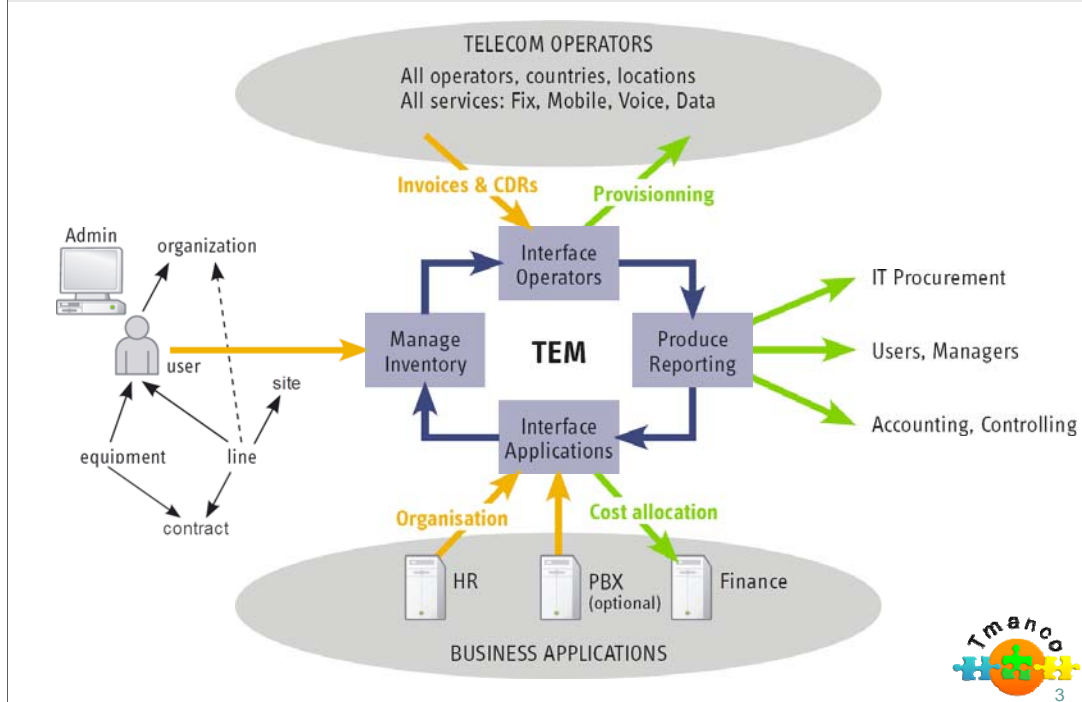 TELECOM OPERATORS
All operators, countries, locations
All services: Fix, Mobile, Voice, Data
Invoices & CDRs
Provisionning
Admin
organization
Interface
Operators
IT Procurement
Manage
Inventory
TEM
Produce
Reporting
Users, Managers
user
site
Interface
Applications
Accounting, Controlling
equipment
line
contract
Organisation
Cost allocation
HR
PBX
(optional)
Finance
BUSINESS APPLICATIONS
Tmanco
3